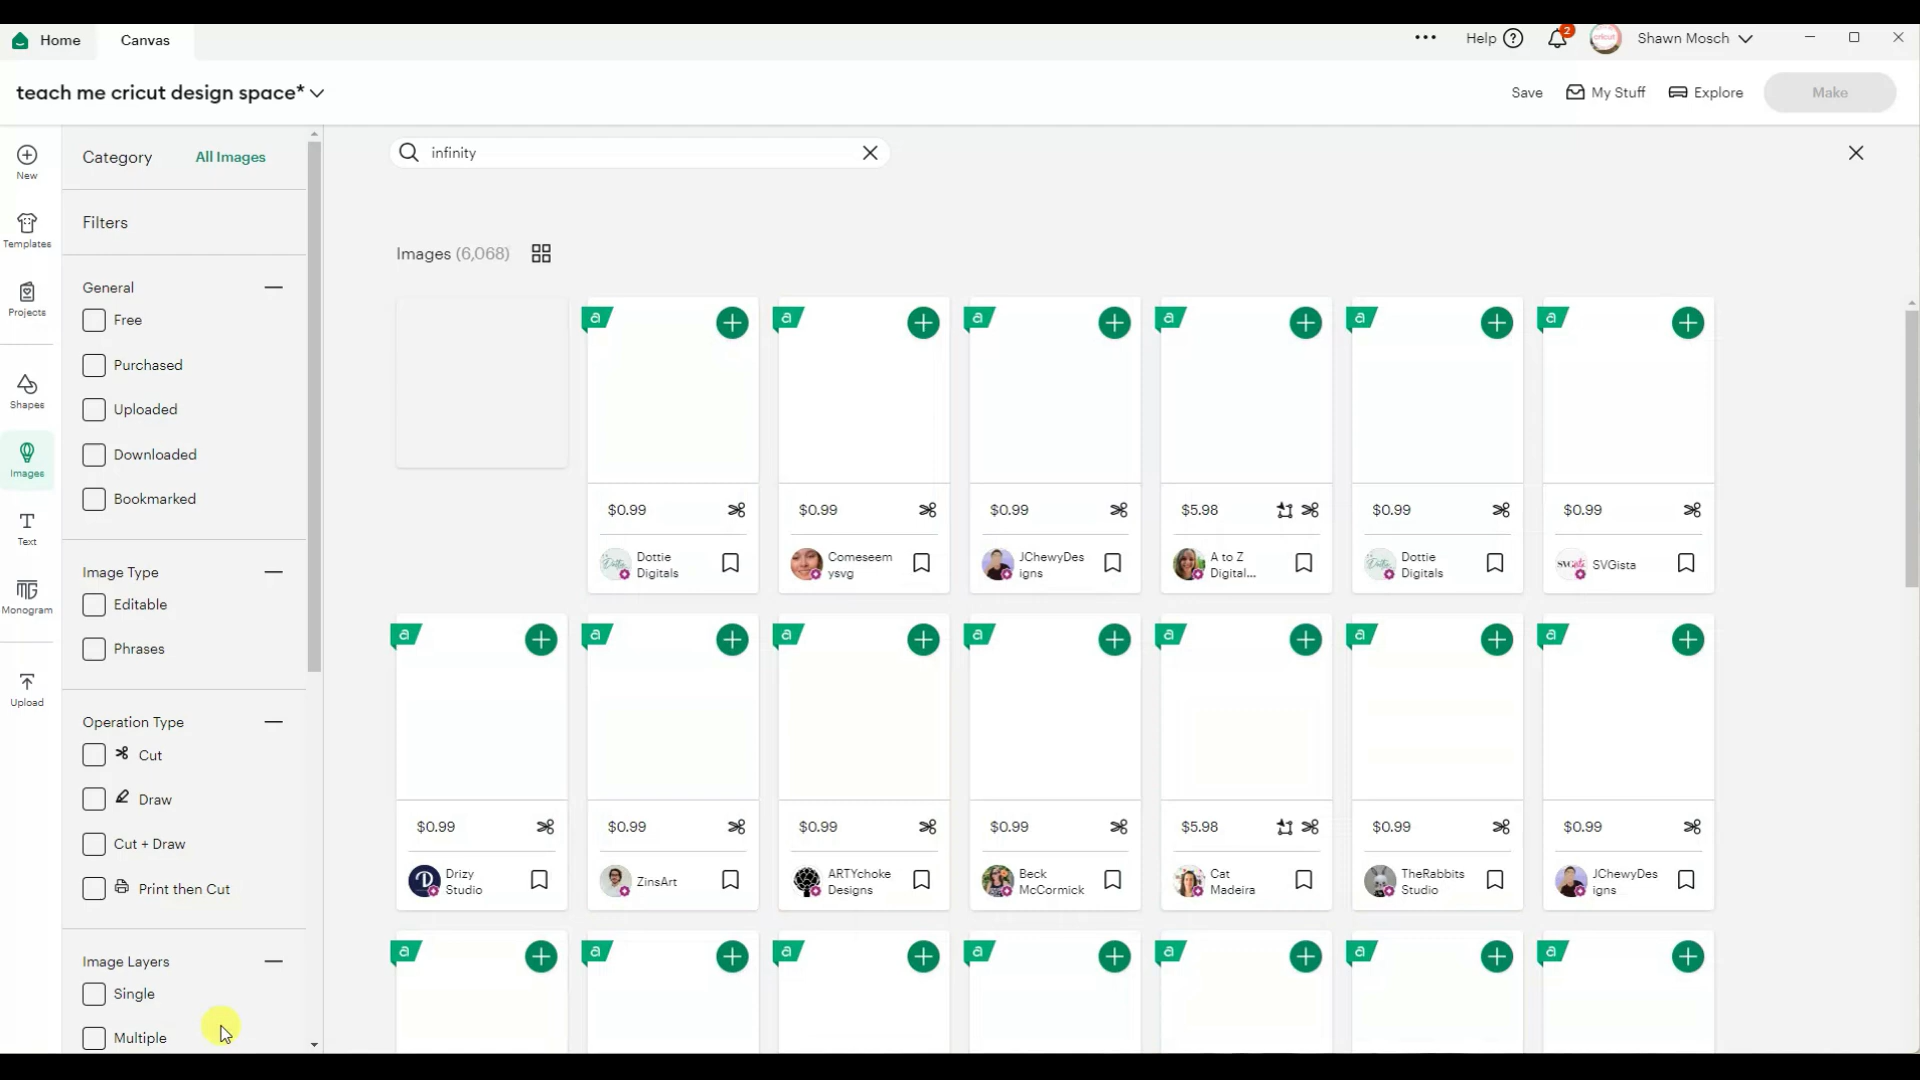 Home
Canvas
Help
2
Shawn Mosch
teach me cricut design space*
Save
My Stuff
Explore
Make
New
Templates
Projects
Shapes
Images
Text
Monogram
Upload
Category
All Images
Filters
General
Free
Purchased
Uploaded
Downloaded
Bookmarked
Image Type
Editable
Phrases
Operation Type
Cut
Draw
Cut + Draw
Print then Cut
Image Layers
Single
Multiple
infinity
Images (6,068)
a
a
a
a
a
a
$0.99
$0.99
$0.99
$5.98
$0.99
$0.99
Dottie
Digitals
Comeseem
ysvg
JChewyDes
igns
A to Z
Digital...
Dottie
Digitals
SVGista
a
a
a
a
a
a
a
$0.99
$0.99
$0.99
$0.99
$5.98
$0.99
$0.99
Drizy
Studio
ZinsArt
ARTYchoke
Designs
Beck
McCormick
Cat
Madeira
TheRabbits
Studio
JChewyDes
igns
a
a
a
a
a
a
a